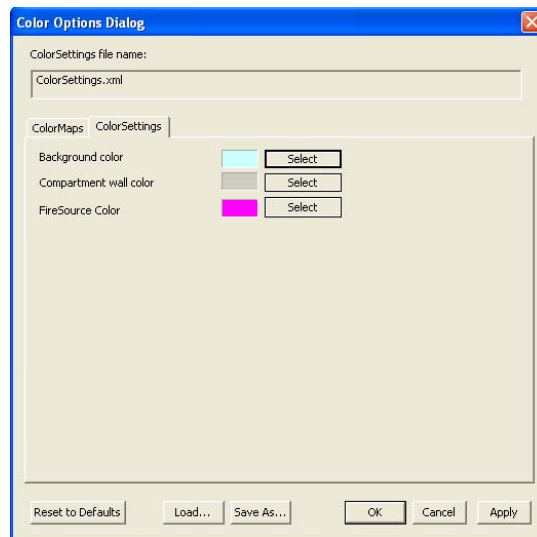 Color Options Dialog
ColorSettings file name:
ColorSettings.xml
ColorMaps ColorSettings
Background color Select
Compartment wall color Select
FireSource Color Select
Reset to Defaults Load... Save As... OK Cancel Apply